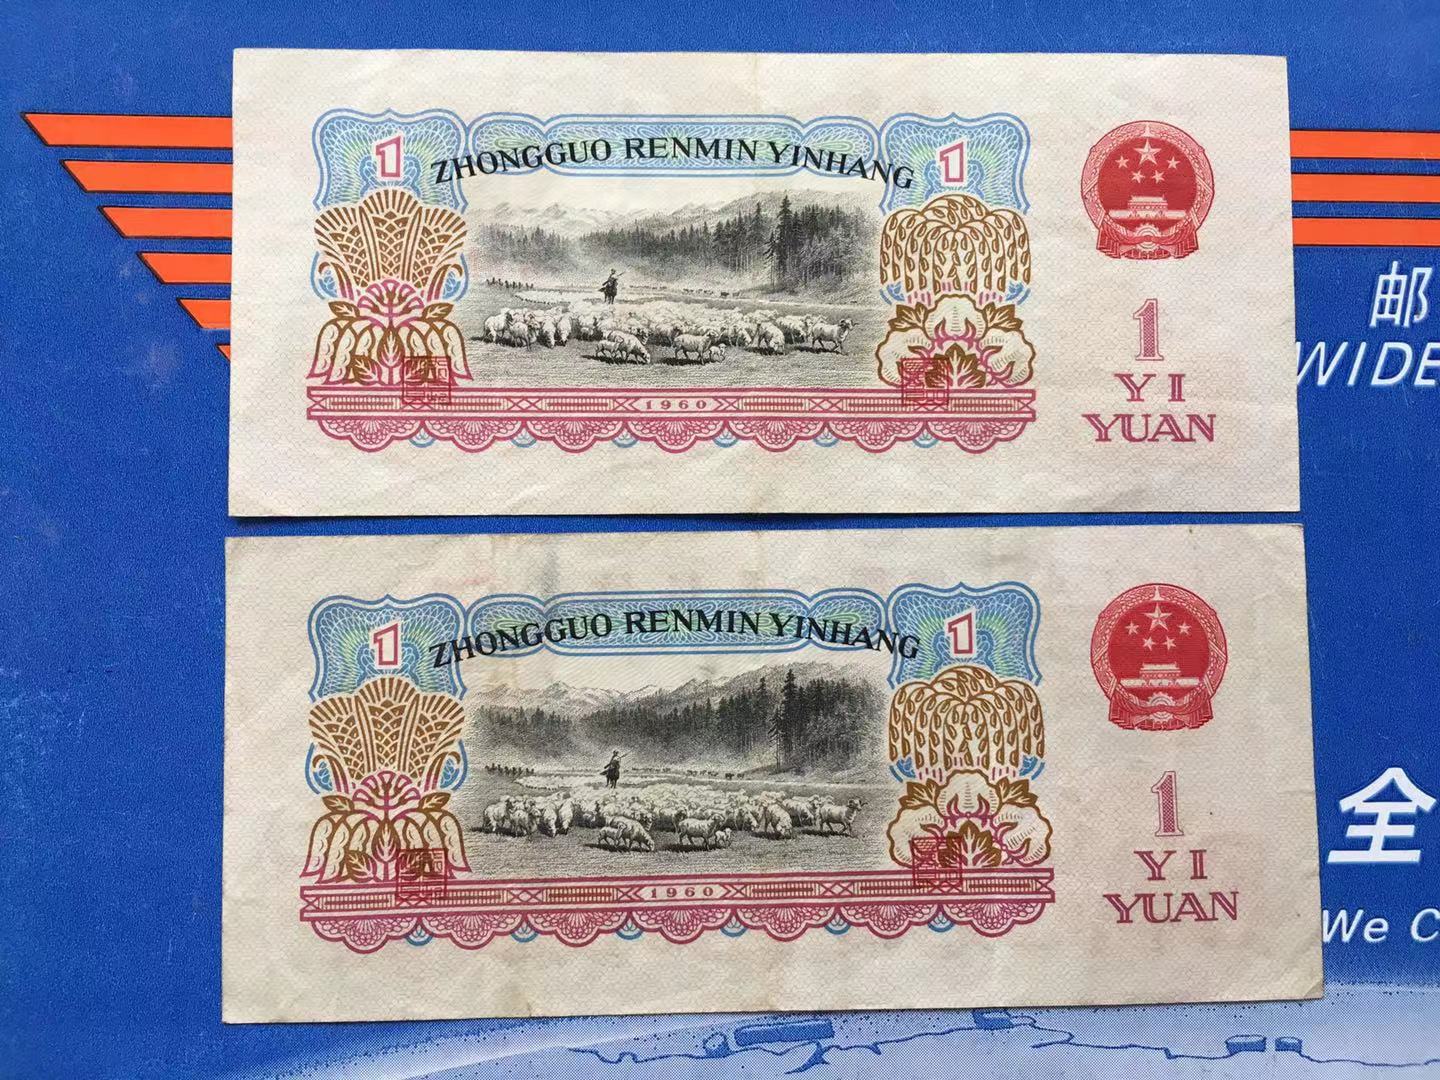 1
ZHONGGUO RENMIN YINHANG
1
1960
1
YI
YUAN
邮
WIDE
1
ZHONGGUO RENMIN YINHANG
1
1960
1
YI
YUAN
全
We C